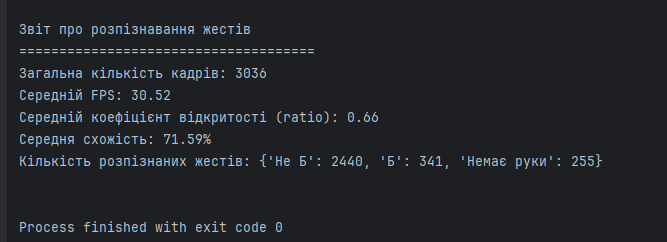 Звіт про розпізнавання жестів
=====================================
Загальна кількість кадрів: 3036
Середній FPS: 30.52
Середній коефіцієнт відкритості (ratio): 0.66
Середня схожість: 71.59%
Кількість розпізнаних жестів: {'Не Б': 2440, 'Б': 341, 'Немає руки': 255}
Process finished with exit code 0